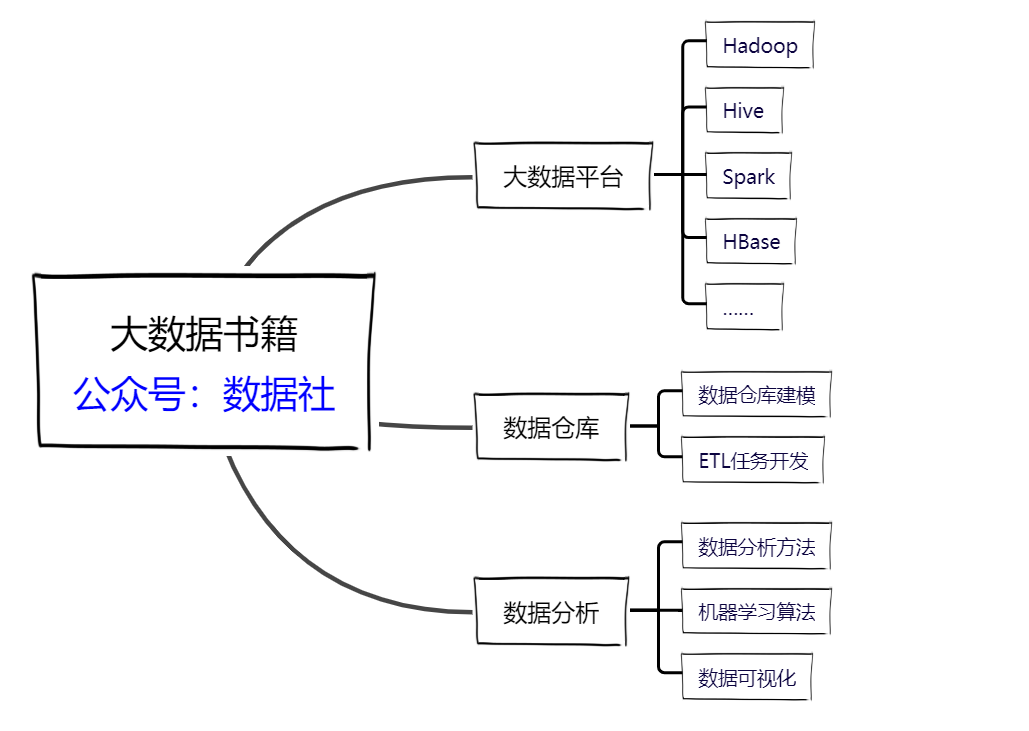 大数据书籍
公众号：数据社
大数据平台
Hadoop
Hive
Spark
HBase
......
数据仓库
数据仓库建模
ETL任务开发
数据分析
数据分析方法
机器学习算法
数据可视化